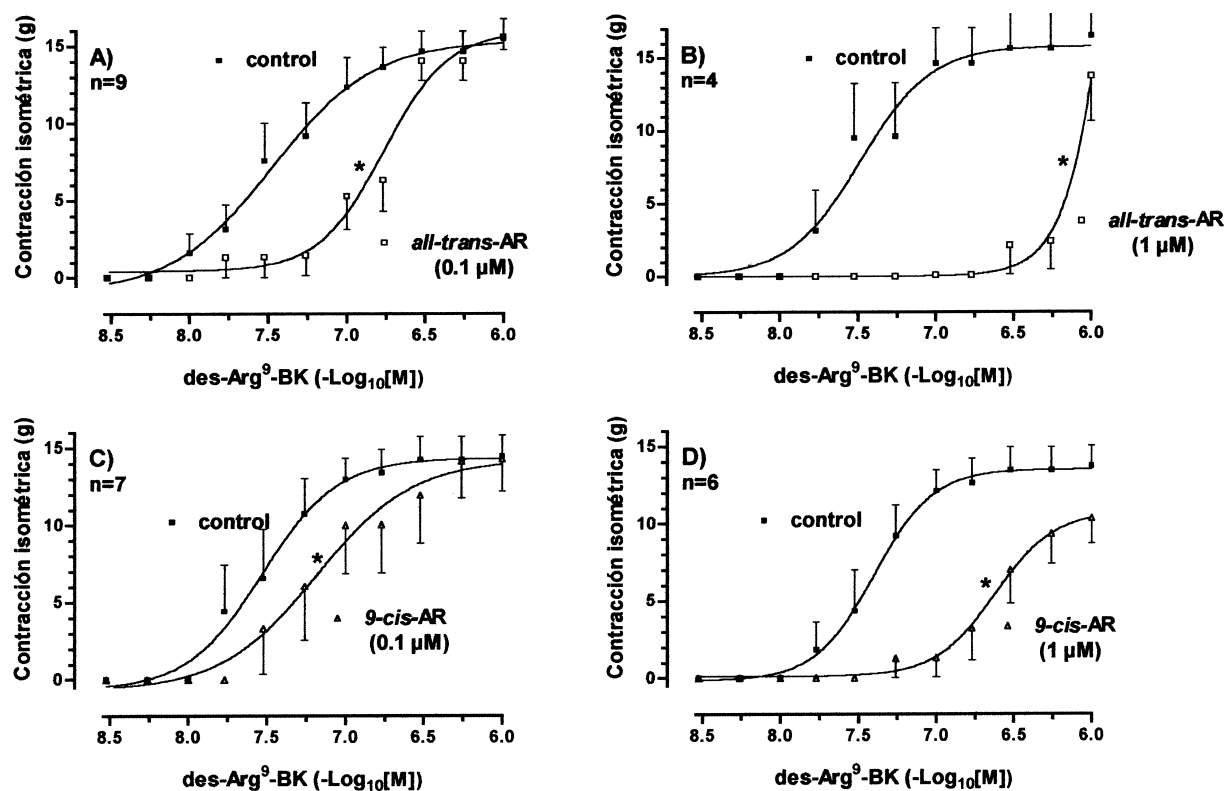 Contracción isométrica (g)
A)
n=9
control
*
all-trans-AR
(0.1 µM)
15
10
5
0
8.5 8.0 7.5 7.0 6.5 6.0
des-Arg⁹-BK (-Log₁₀[M])
Contracción isométrica (g)
B)
n=4
control
*
all-trans-AR
(1 µM)
15
10
5
0
8.5 8.0 7.5 7.0 6.5 6.0
des-Arg⁹-BK (-Log₁₀[M])
Contracción isométrica (g)
C)
n=7
control
*
9-cis-AR
(0.1 µM)
15
10
5
0
8.5 8.0 7.5 7.0 6.5 6.0
des-Arg⁹-BK (-Log₁₀[M])
Contracción isométrica (g)
D)
n=6
control
*
9-cis-AR
(1 µM)
15
10
5
0
8.5 8.0 7.5 7.0 6.5 6.0
des-Arg⁹-BK (-Log₁₀[M])